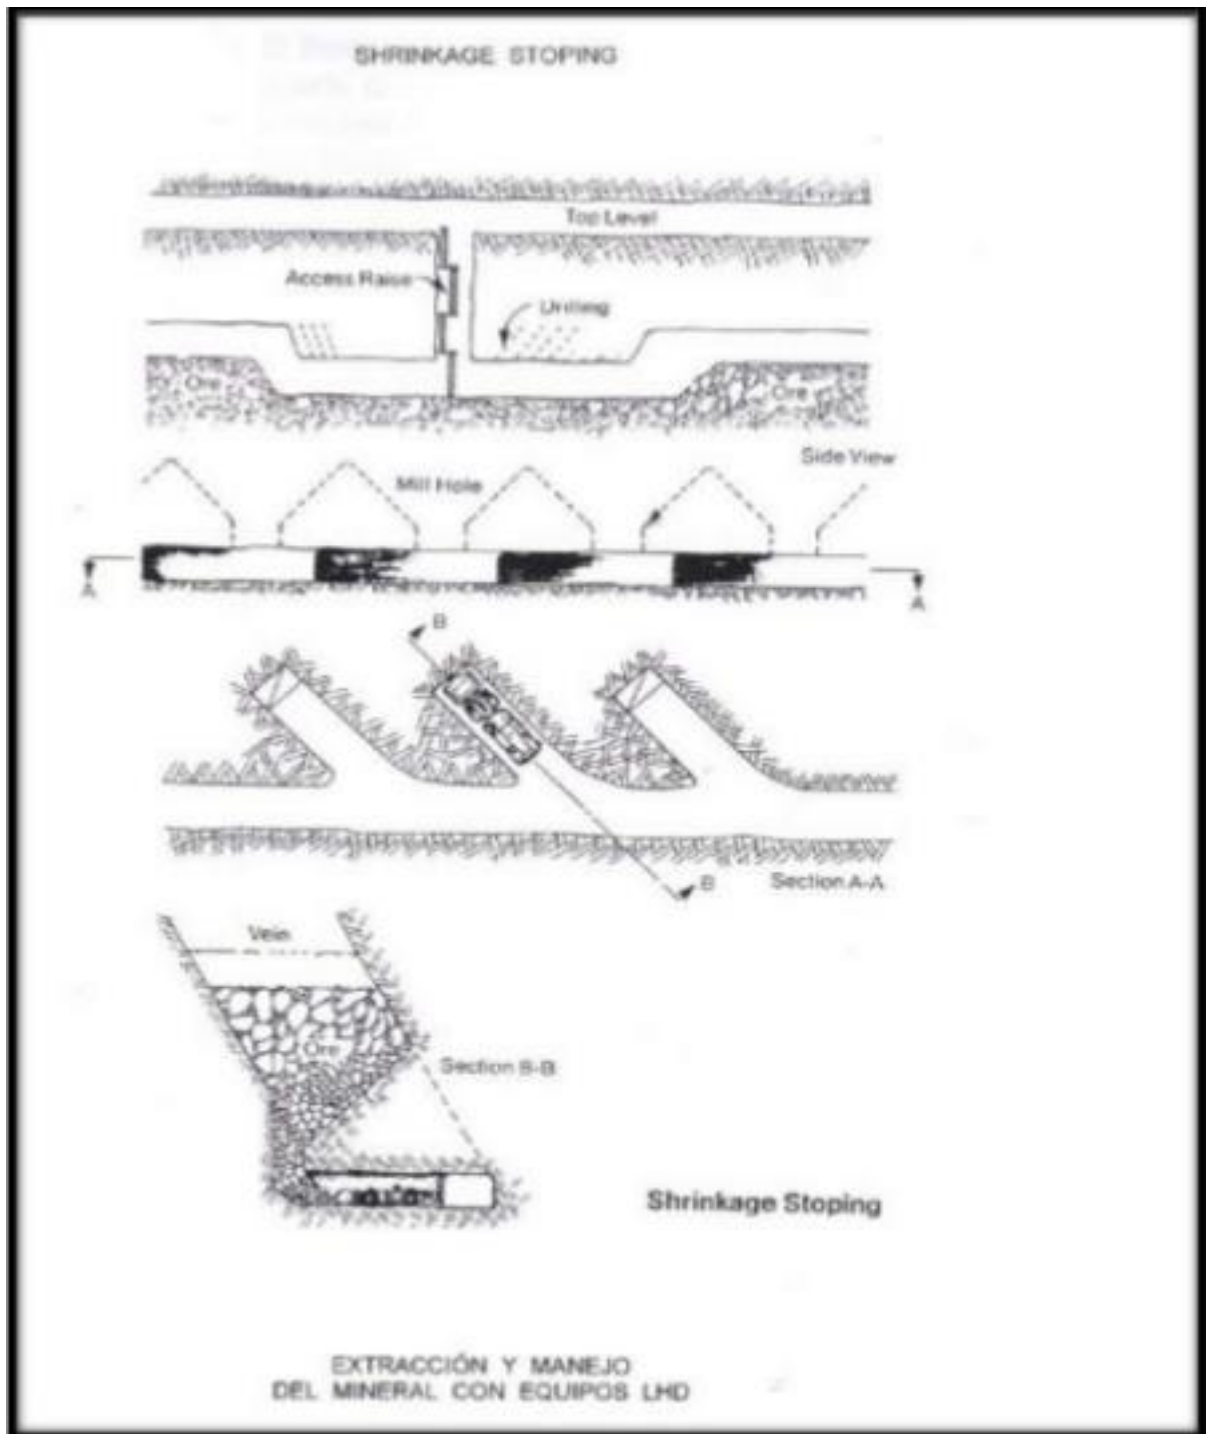 SHRINKAGE STOPING
Top Level
Access Raise
Drilling
Ore
Ore
Side View
Mill Hole
A
A
B
B
Section A-A
Vein
Ore
Section B-B
Shrinkage Stoping
EXTRACCIÓN Y MANEJO
DEL MINERAL CON EQUIPOS LHD